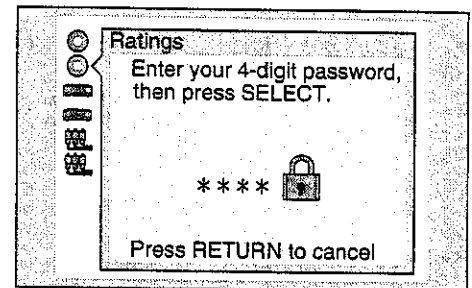 Ratings
Enter your 4-digit password,
then press SELECT.
****
Press RETURN to cancel